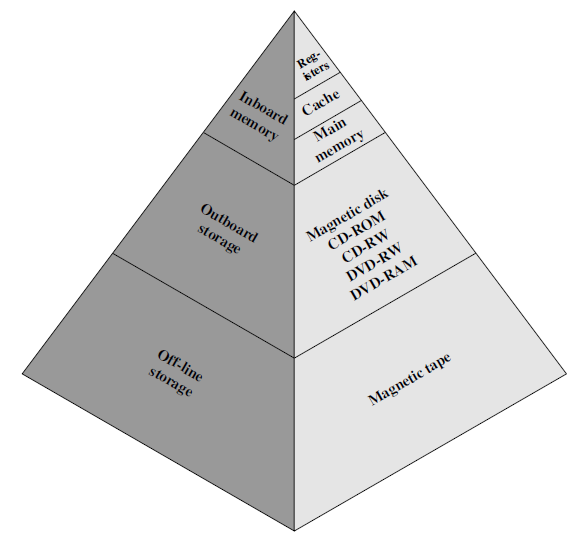 Reg-
isters
Cache
Main
memory
Inboard
memory
Outboard
storage
Magnetic disk
CD-ROM
CD-RW
DVD-RW
DVD-RAM
Off-line
storage
Magnetic tape